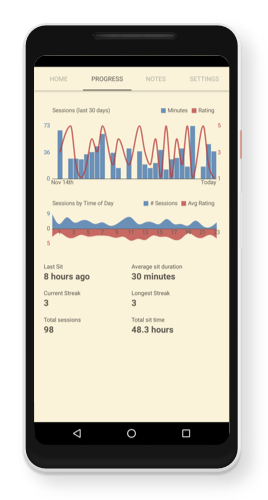 HOME PROGRESS NOTES SETTINGS
Sessions (last 30 days) Minutes Rating
73 5
36 3
0 1
Nov 14th Today
Sessions by Time of Day # Sessions Avg Rating
9
0 3
5
Last Sit Average sit duration
8 hours ago 30 minutes
Current Streak Longest Streak
3 3
Total sessions Total sit time
98 48.3 hours